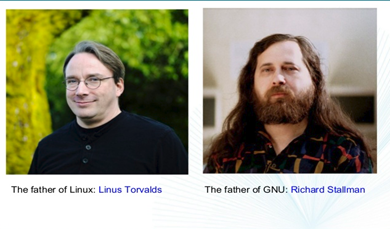 The father of Linux: Linus Torvalds
The father of GNU: Richard Stallman